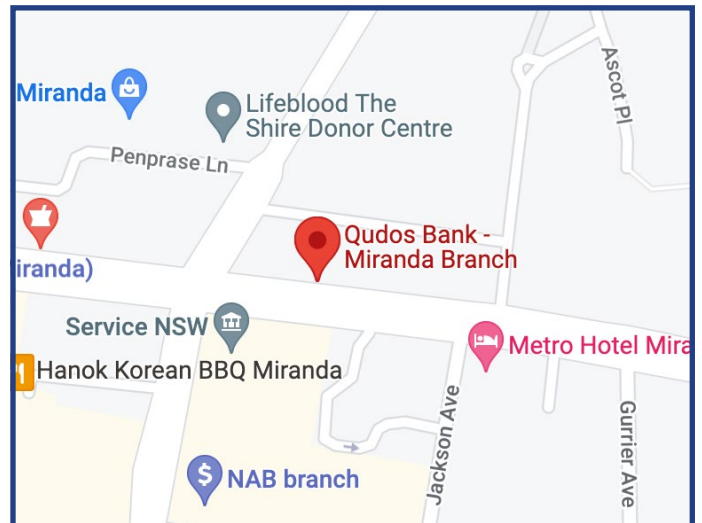 Miranda
Lifeblood The
Shire Donor Centre
Ascot Pl
Penprase Ln
Qudos Bank -
Miranda Branch
iranda)
Service NSW
Metro Hotel Mira
Hanok Korean BBQ Miranda
Jackson Ave
Gurrier Ave
$
NAB branch